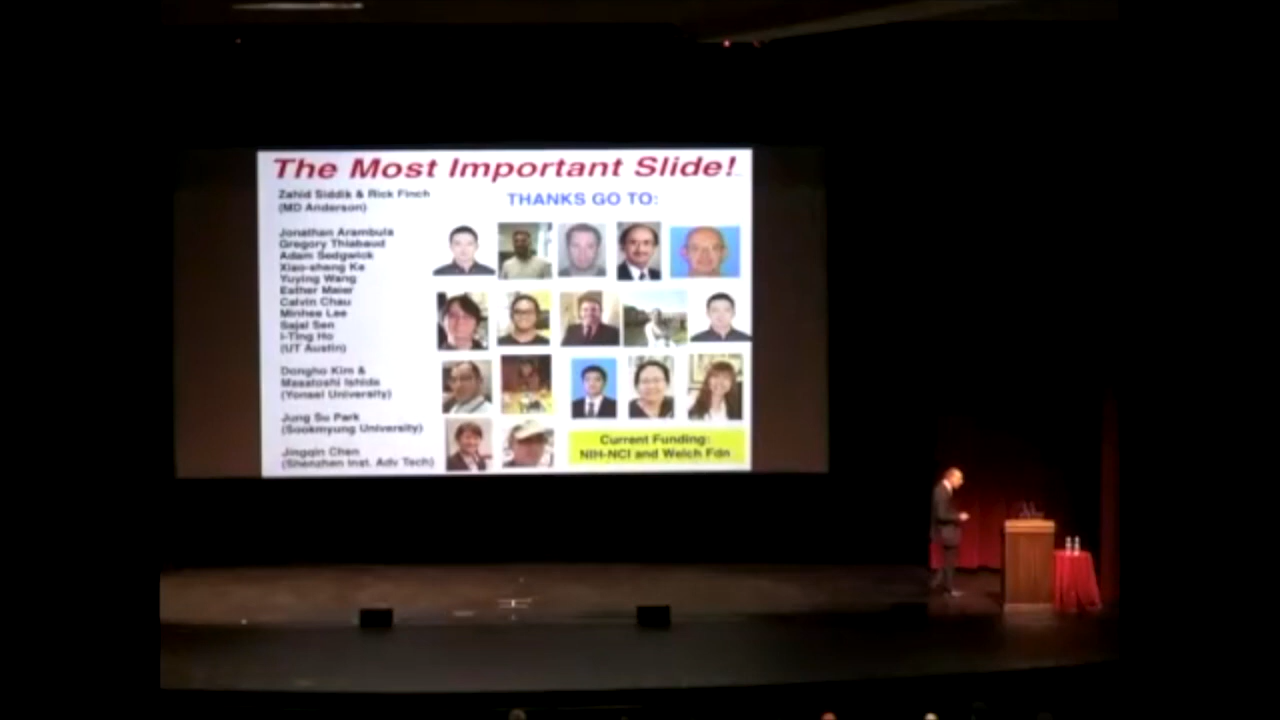 The Most Important Slide!
Zahid Siddik & Rick Finch
(MD Anderson)
THANKS GO TO:
Jonathan Arambula
Gregory Thiabaud
Adam Sedgwick
Xiao-sheng Ke
Yuying Wang
Esther Maier
Calvin Chau
Minhee Lee
Sajal Sen
I-Ting Ho
(UT Austin)
Dongho Kim &
Masatoshi Ishida
(Yonsei University)
Jung Su Park
(Sookmyung University)
Jingqin Chen
(Shenzhen Inst. Adv Tech)
Current Funding:
NIH-NCI and Welch Fdn